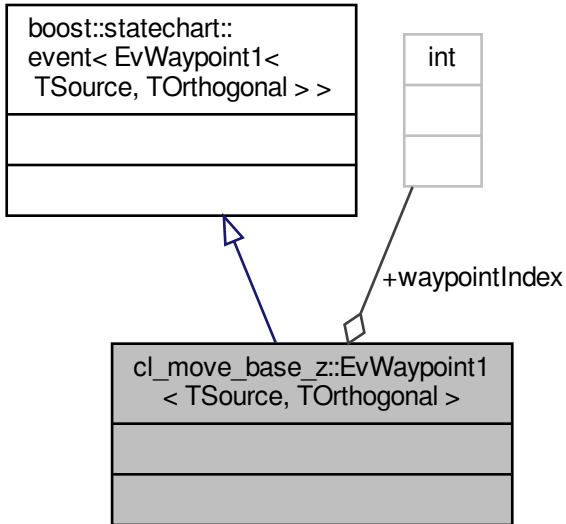 boost::statechart::
event< EvWaypoint1<
TSource, TOrthogonal > >
int
+waypointIndex
cl_move_base_z::EvWaypoint1
< TSource, TOrthogonal >